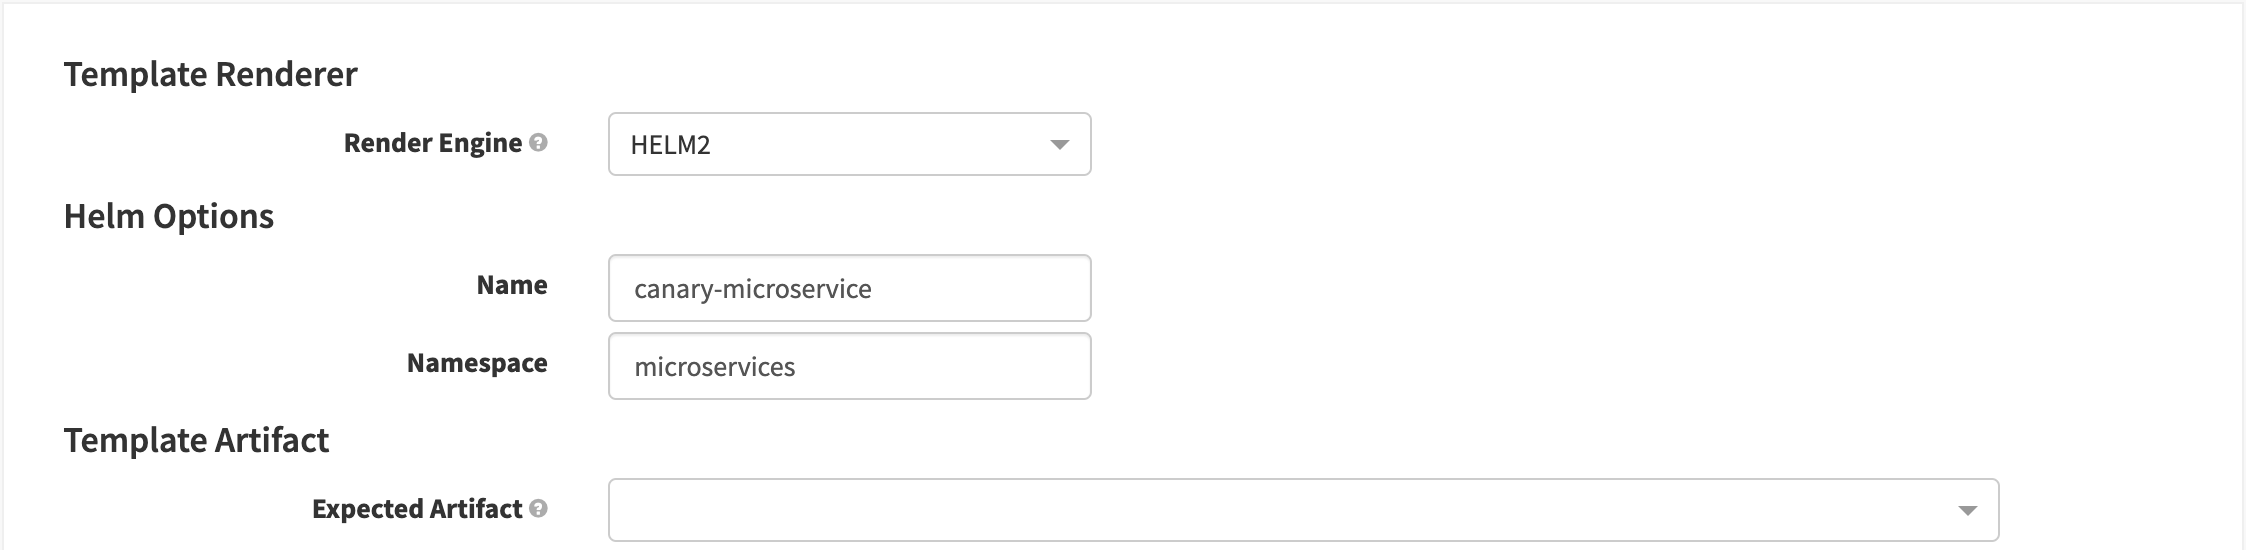 Template Renderer
Render Engine
HELM2
Helm Options
Name
canary-microservice
Namespace
microservices
Template Artifact
Expected Artifact